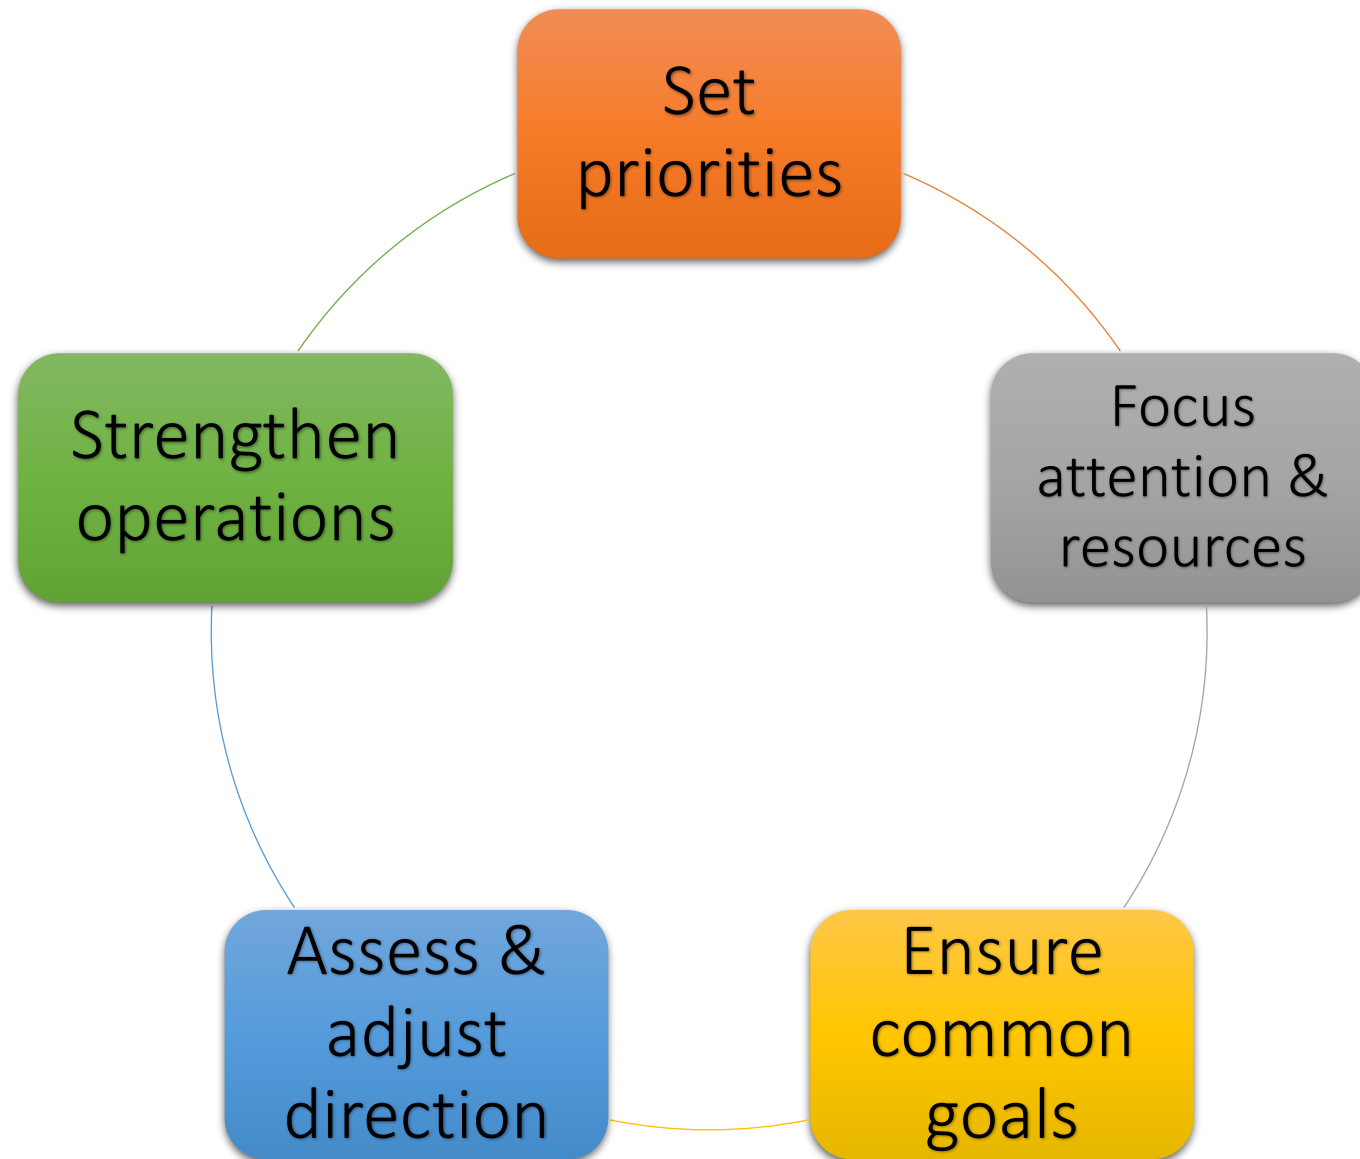 Set
priorities
Focus
attention &
resources
Ensure
common
goals
Assess &
adjust
direction
Strengthen
operations